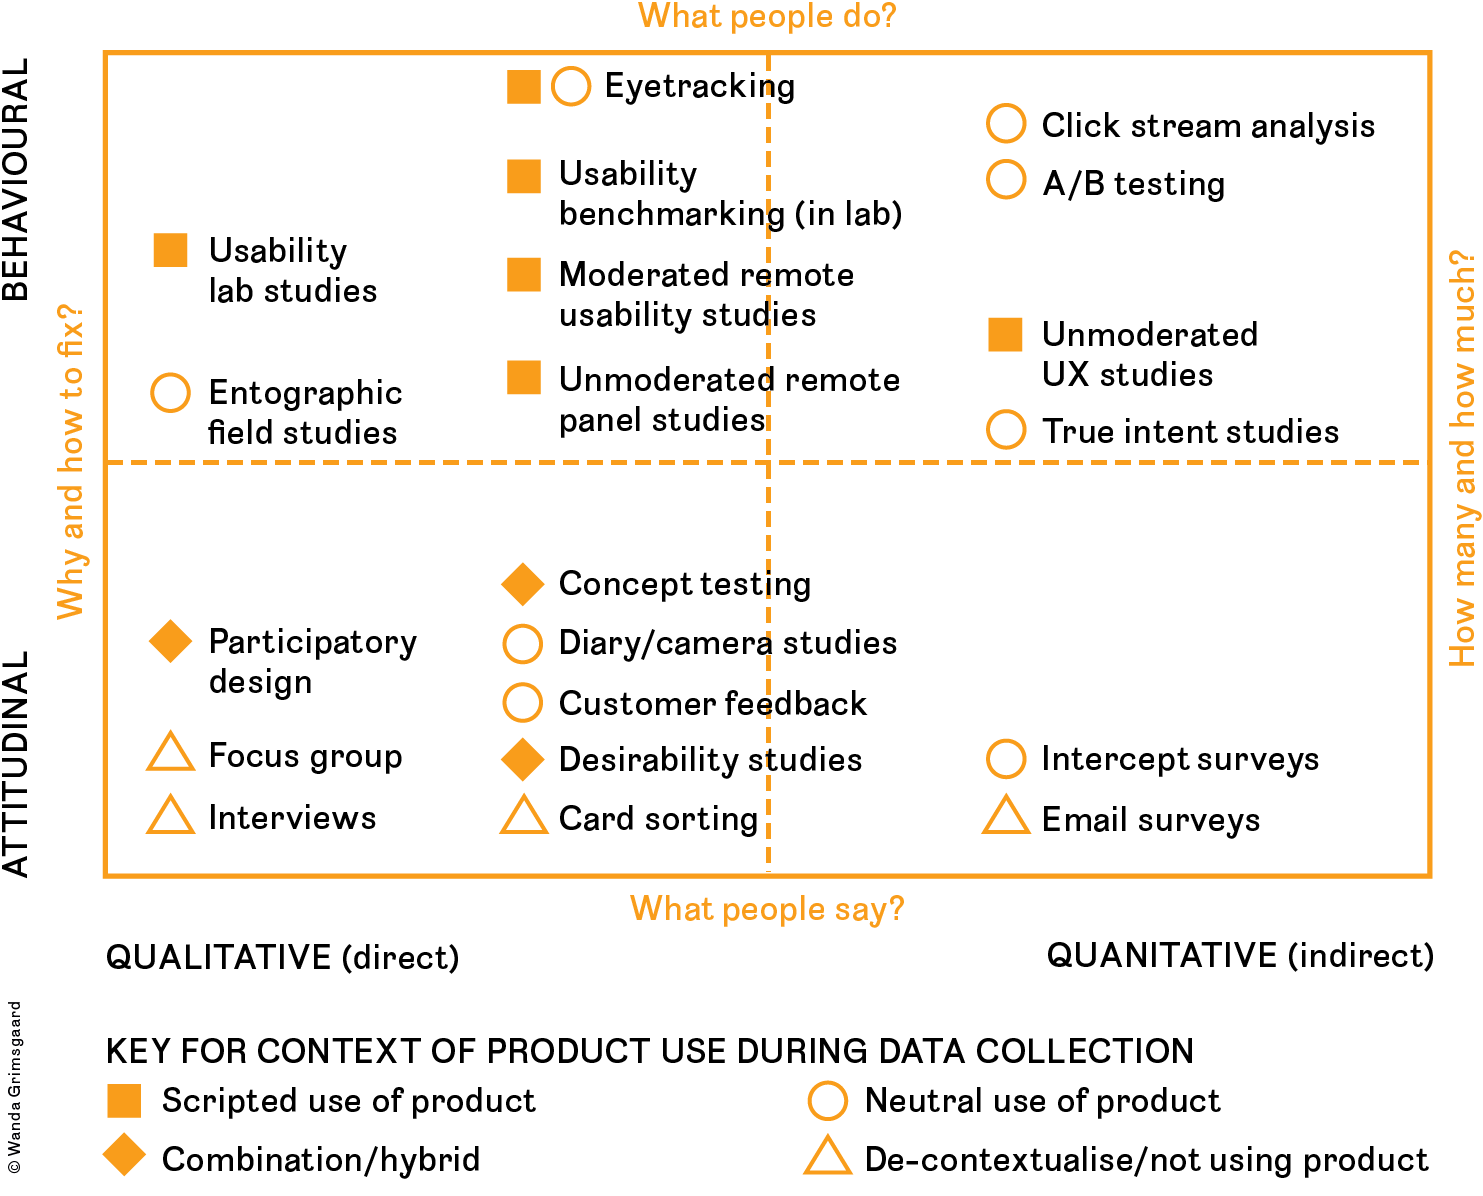 What people do?
BEHAVIOURAL
Eyetracking
Click stream analysis
A/B testing
Usability
benchmarking (in lab)
Usability
lab studies
Moderated remote
usability studies
Unmoderated
UX studies
Entographic
field studies
Unmoderated remote
panel studies
True intent studies
Why and how to fix?
How many and how much?
ATTITUDINAL
Concept testing
Participatory
design
Diary/camera studies
Customer feedback
Focus group
Desirability studies
Intercept surveys
Interviews
Card sorting
Email surveys
What people say?
QUALITATIVE (direct)
QUANITATIVE (indirect)
© Wanda Grimsgaard
KEY FOR CONTEXT OF PRODUCT USE DURING DATA COLLECTION
Scripted use of product
Neutral use of product
Combination/hybrid
De-contextualise/not using product